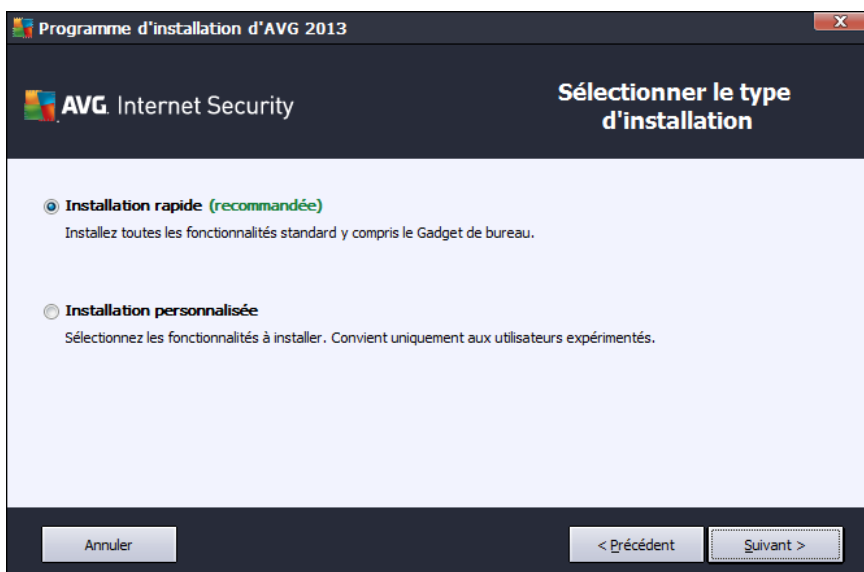 Programme d'installation d'AVG 2013
x
AVG. Internet Security
Sélectionner le type
d'installation
Installation rapide (recommandée)
Installez toutes les fonctionnalités standard y compris le Gadget de bureau.
Installation personnalisée
Sélectionnez les fonctionnalités à installer. Convient uniquement aux utilisateurs expérimentés.
Annuler
< Précédent
Suivant >